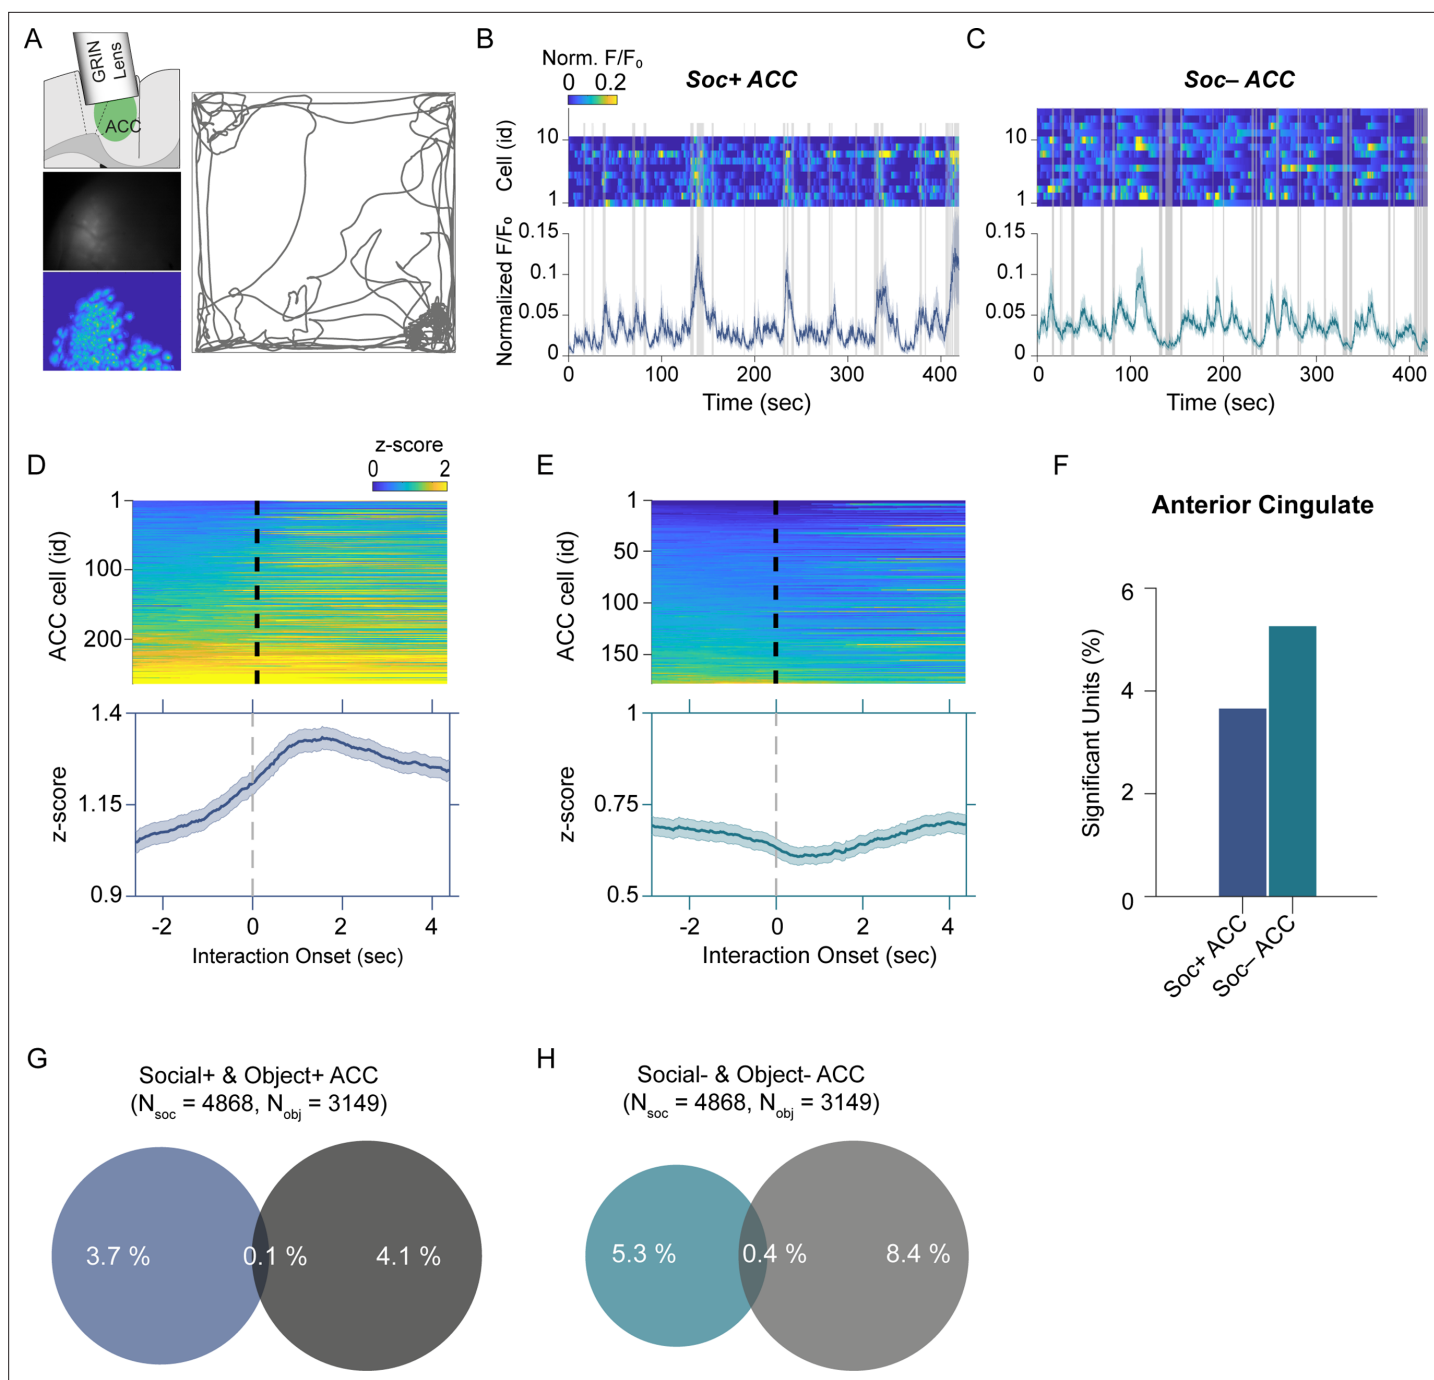 A
GRIN
Lens
ACC
B
Norm. F/F₀
0 0.2
Soc+ ACC
Cell (id)
10
1
Normalized F/F₀
0.15
0.1
0.05
0
0 100 200 300 400
Time (sec)
C
Soc– ACC
10
1
0.15
0.1
0.05
0
0 100 200 300 400
Time (sec)
D
z-score
0 2
ACC cell (id)
1
100
200
z-score
1.4
1.15
0.9
-2 0 2 4
Interaction Onset (sec)
E
ACC cell (id)
1
50
100
150
z-score
1
0.75
0.5
-2 0 2 4
Interaction Onset (sec)
F
Anterior Cingulate
Significant Units (%)
6
4
2
0
Soc+ ACC
Soc– ACC
G
Social+ & Object+ ACC
(Nsoc = 4868, Nobj = 3149)
3.7 % 0.1 % 4.1 %
H
Social- & Object- ACC
(Nsoc = 4868, Nobj = 3149)
5.3 % 0.4 % 8.4 %